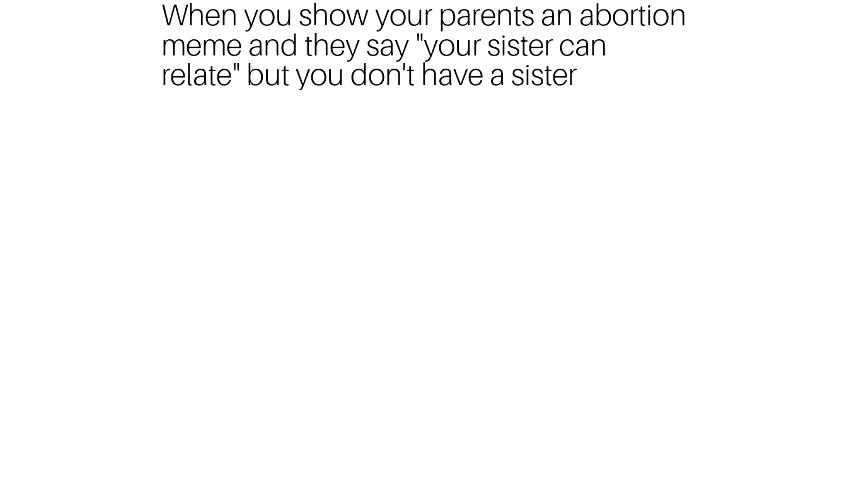 When you show your parents an abortion
meme and they say "your sister can
relate" but you don't have a sister